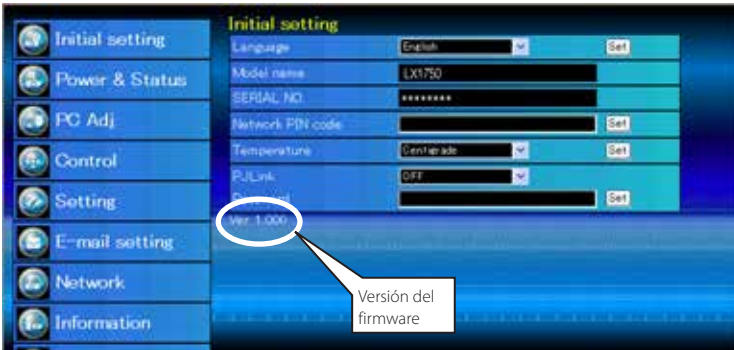 Initial setting
Power & Status
PC Adj.
Control
Setting
E-mail setting
Network
Information
Initial setting
Language English Set
Model name LX1750
SERIAL NO. ********
Network PIN code Set
Temperature Centigrade Set
PJLink OFF
Set
Ver. 1.000
Versión del
firmware